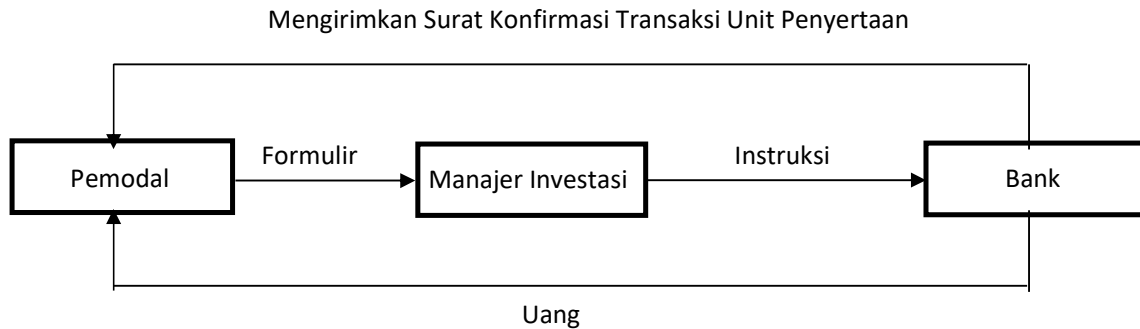 Mengirimkan Surat Konfirmasi Transaksi Unit Penyertaan
Formulir
Instruksi
Pemodal
Manajer Investasi
Bank
Uang